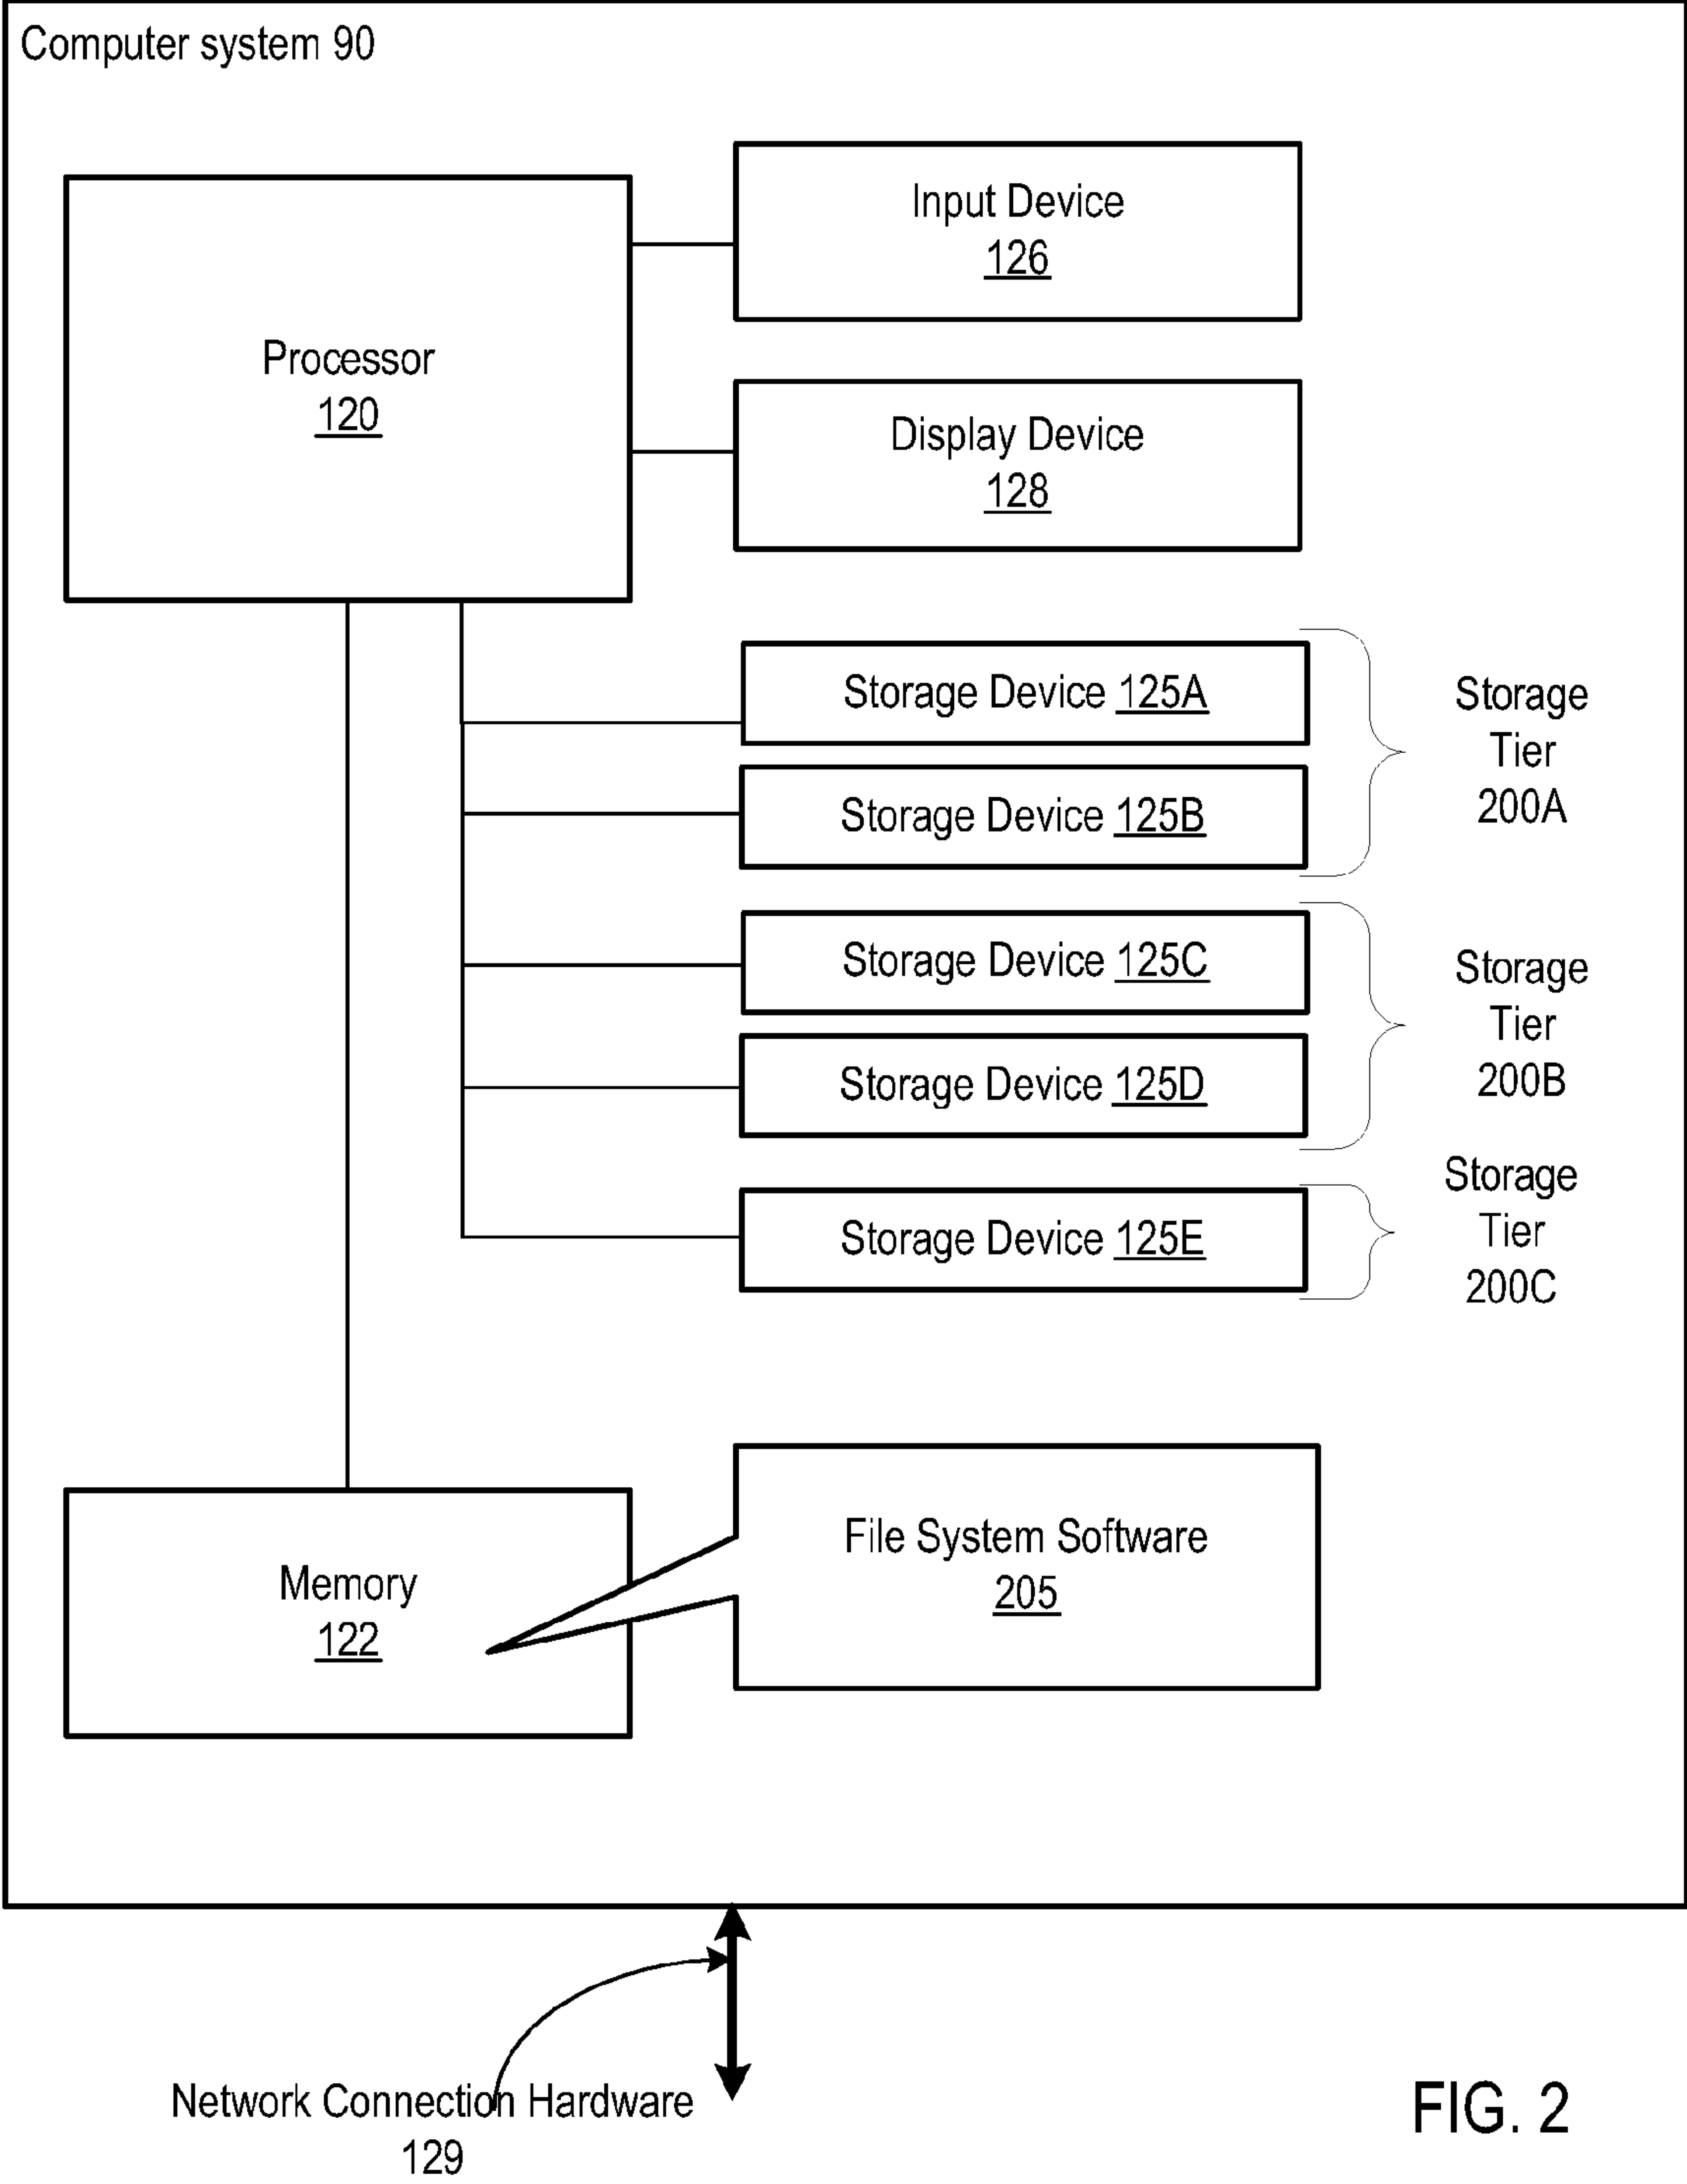 Computer system 90
Input Device
126
Processor
120
Display Device
128
Storage Device 125A
Storage Device 125B
Storage
Tier
200A
Storage Device 125C
Storage Device 125D
Storage
Tier
200B
Storage Device 125E
Storage
Tier
200C
File System Software
205
Memory
122
Network Connection Hardware
129
FIG. 2